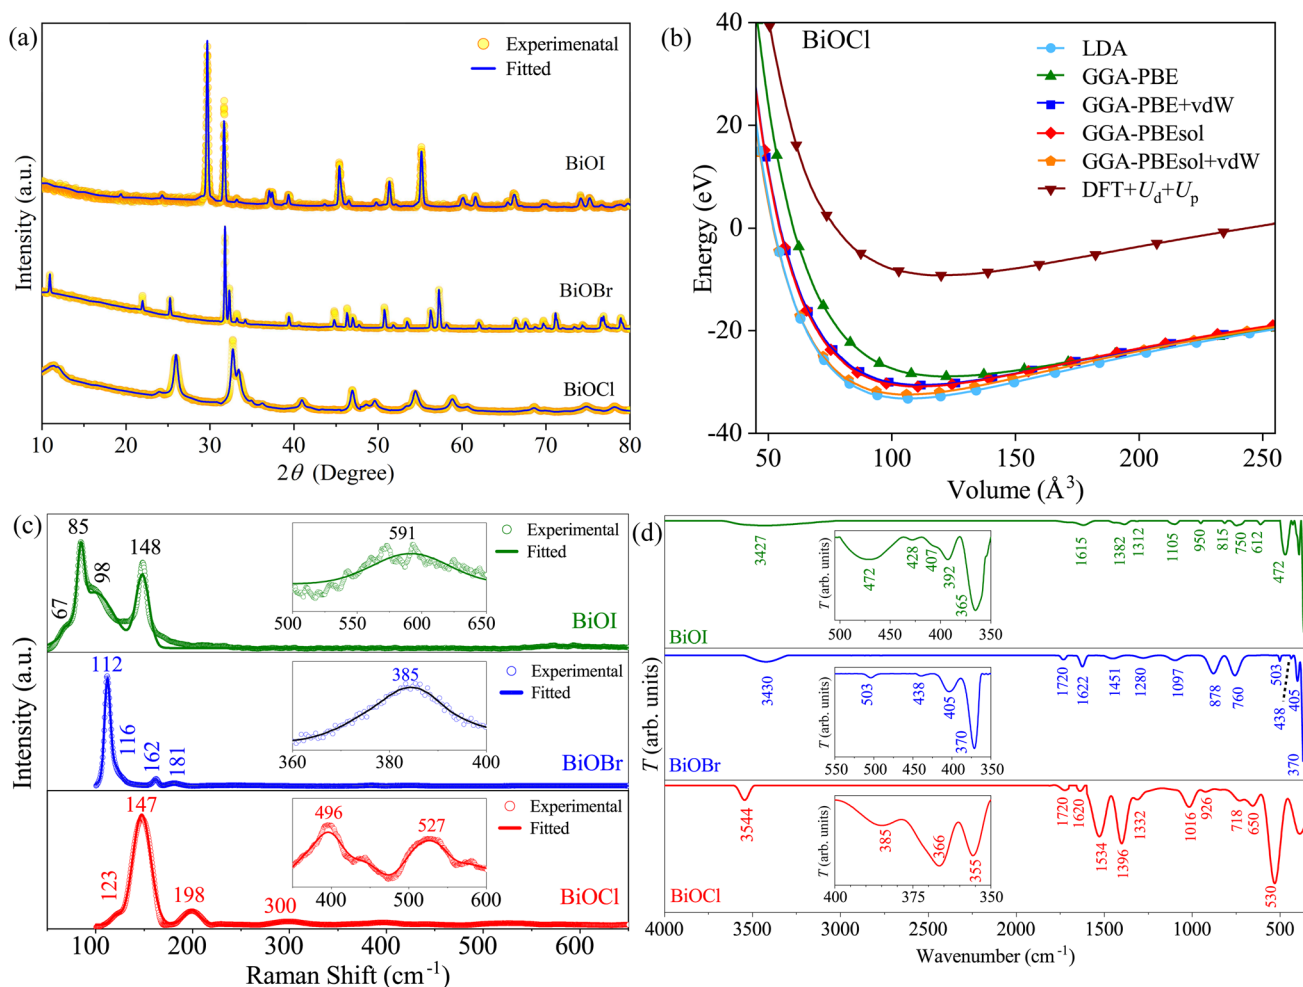 (a)
Experimenatal
Fitted
BiOI
BiOBr
BiOCl
Intensity (a.u.)
10 20 30 40 50 60 70 80
2θ (Degree)
(b)
BiOCl
LDA
GGA-PBE
GGA-PBE+vdW
GGA-PBEsol
GGA-PBEsol+vdW
DFT+Ud+Up
Energy (eV)
40
20
0
-20
-40
50 100 150 200 250
Volume (Å³)
(c)
85
148
98
67
591
Experimental
Fitted
500 550 600 650
BiOI
112
116
162
181
385
Experimental
Fitted
360 380 400
BiOBr
147
123
198
300
496
527
Experimental
Fitted
400 500 600
BiOCl
Intensity (a.u.)
100 200 300 400 500 600
Raman Shift (cm⁻¹)
(d)
3427
1615
1382
1312
1105
950
815
750
612
472
T (arb. units)
472
428
407
392
365
500 450 400 350
BiOI
3430
1720
1622
1451
1280
1097
878
760
503
438
405
370
T (arb. units)
503
438
405
370
550 500 450 400 350
BiOBr
3544
1720
1620
1534
1396
1332
1016
926
718
650
530
T (arb. units)
385
366
355
400 375 350
BiOCl
T (arb. units)
4000 3500 3000 2500 2000 1500 1000 500
Wavenumber (cm⁻¹)